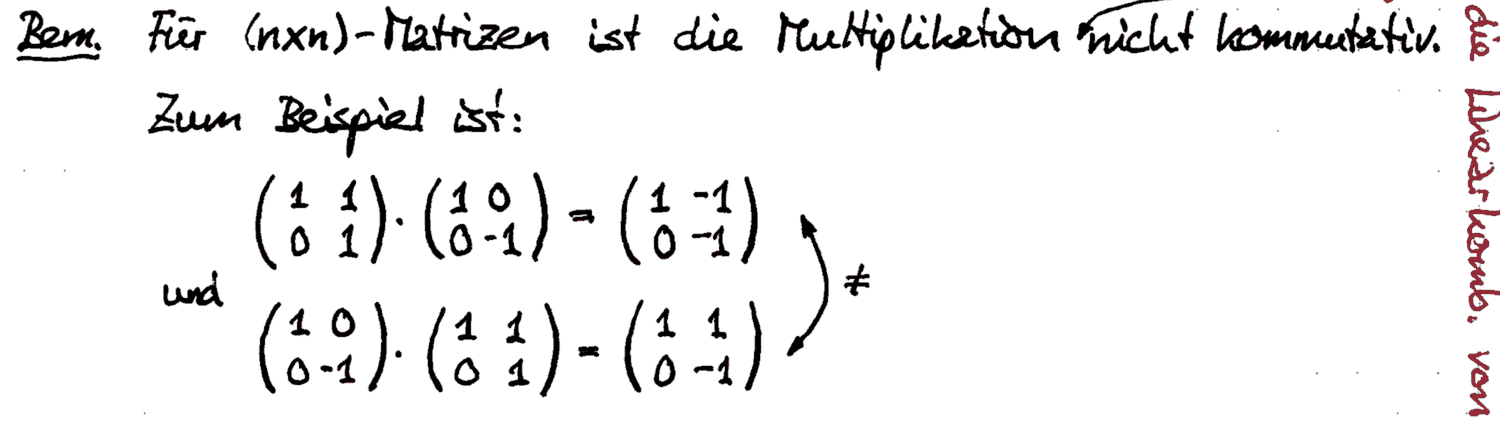 Bem. Für (n×n)-Matrizen ist die Multiplikation nicht kommutativ.
Zum Beispiel ist:
( 1 1 ) · ( 1 0 ) = ( 1 -1 )
( 0 1 ) ( 0 -1 ) ( 0 -1 )
und ≠
( 1 0 ) · ( 1 1 ) = ( 1 1 )
( 0 -1 ) ( 0 1 ) ( 0 -1 )
die Linearkomb. von